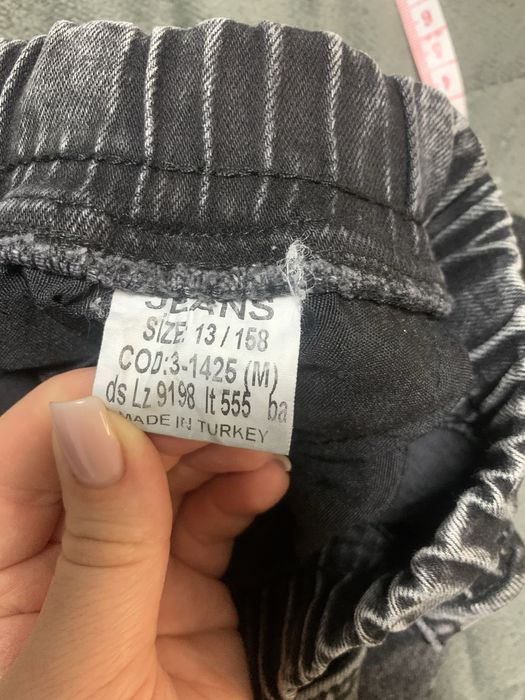 JEANS
SIZE 13 / 158
COD:3-1425 (M)
ds Lz 9198 lt 555 ba
MADE IN TURKEY